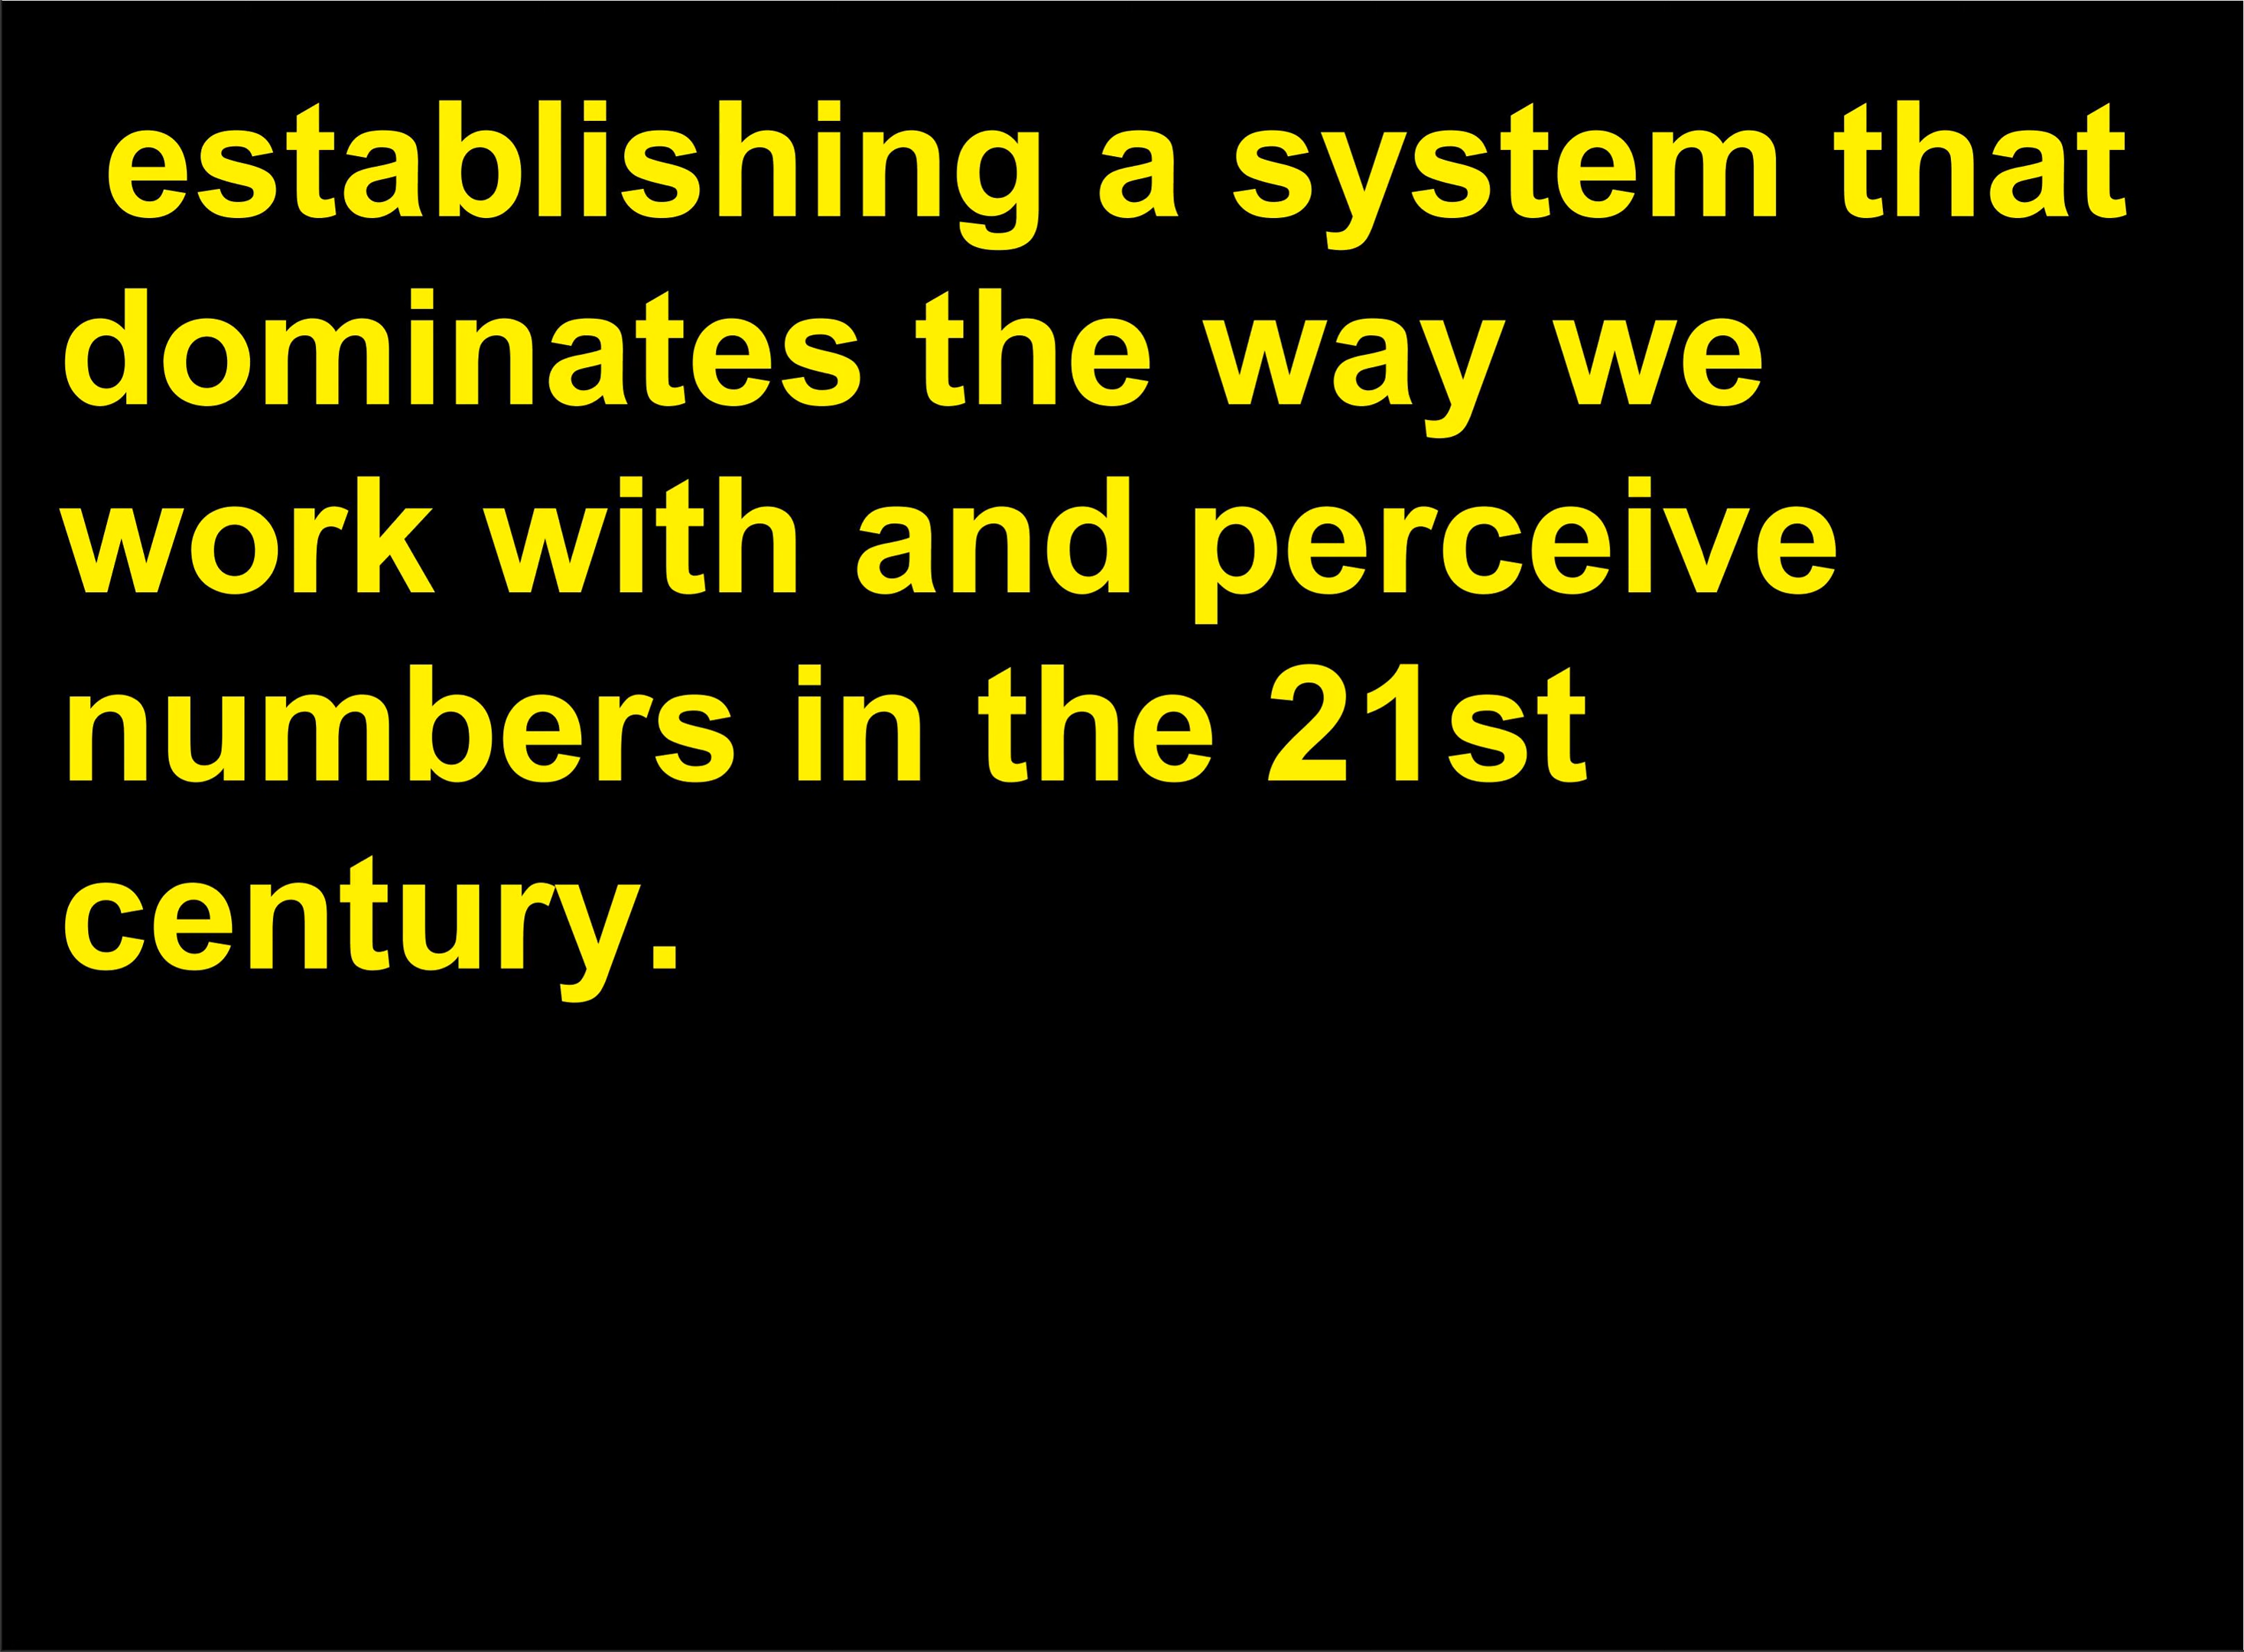 establishing a system that
dominates the way we
work with and perceive
numbers in the 21st
century.